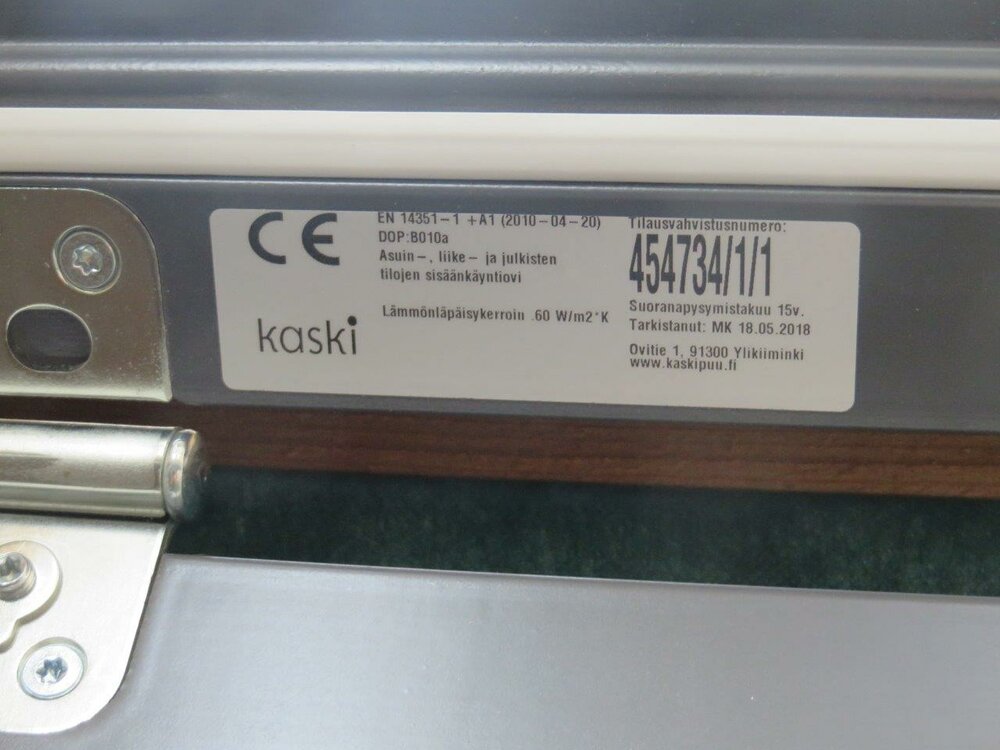 CE
EN 14351-1 +A1 (2010-04-20)
DOP:B010a
Asuin-, liike- ja julkisten
tilojen sisäänkäyntiovi
Lämmönläpäisykerroin .60 W/m2*K
kaski
Tilausvahvistusnumero:
454734/1/1
Suoranapysymistakuu 15v.
Tarkistanut: MK 18.05.2018
Ovitie 1, 91300 Ylikiiminki
www.kaskipuu.fi